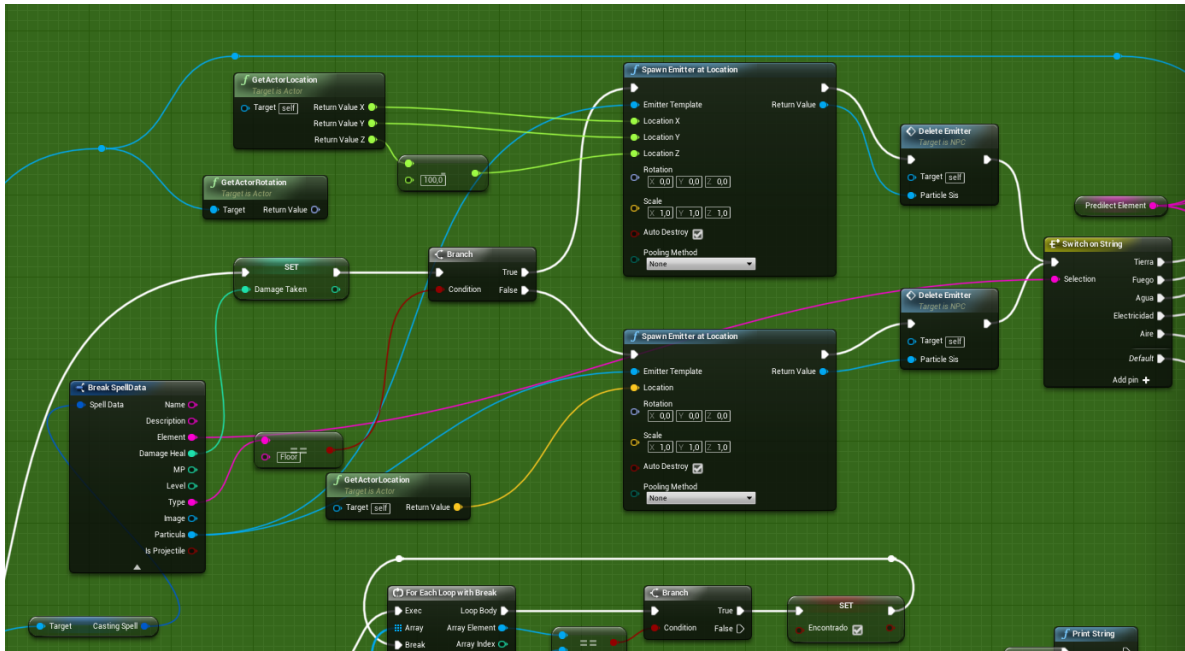 GetActorLocation
Target is Actor
Target self
Return Value X
Return Value Y
Return Value Z
100,0
GetActorRotation
Target is Actor
Target Return Value
SET
Damage Taken
Branch
True
Condition False
Spawn Emitter at Location
Emitter Template Return Value
Location X
Location Y
Location Z
Rotation
X 0,0 Y 0,0 Z 0,0
Scale
X 1,0 Y 1,0 Z 1,0
Auto Destroy
Pooling Method
None
Delete Emitter
Target is NPC
Target self
Particle Sis
Predilect Element
Switch on String
Tierra
Selection Fuego
Agua
Electricidad
Aire
Default
Add pin +
Delete Emitter
Target is NPC
Target self
Particle Sis
Spawn Emitter at Location
Emitter Template Return Value
Location
Rotation
X 0,0 Y 0,0 Z 0,0
Scale
X 1,0 Y 1,0 Z 1,0
Auto Destroy
Pooling Method
None
Break SpellData
Spell Data Name
Description
Element
Damage Heal
MP
Level
Type
Image
Particula
Is Projectile
==
Floor
GetActorLocation
Target is Actor
Target self Return Value
Target Casting Spell
For Each Loop with Break
Exec Loop Body
Array Array Element
Break Array Index
==
Branch
True
Condition False
SET
Encontrado
Print String